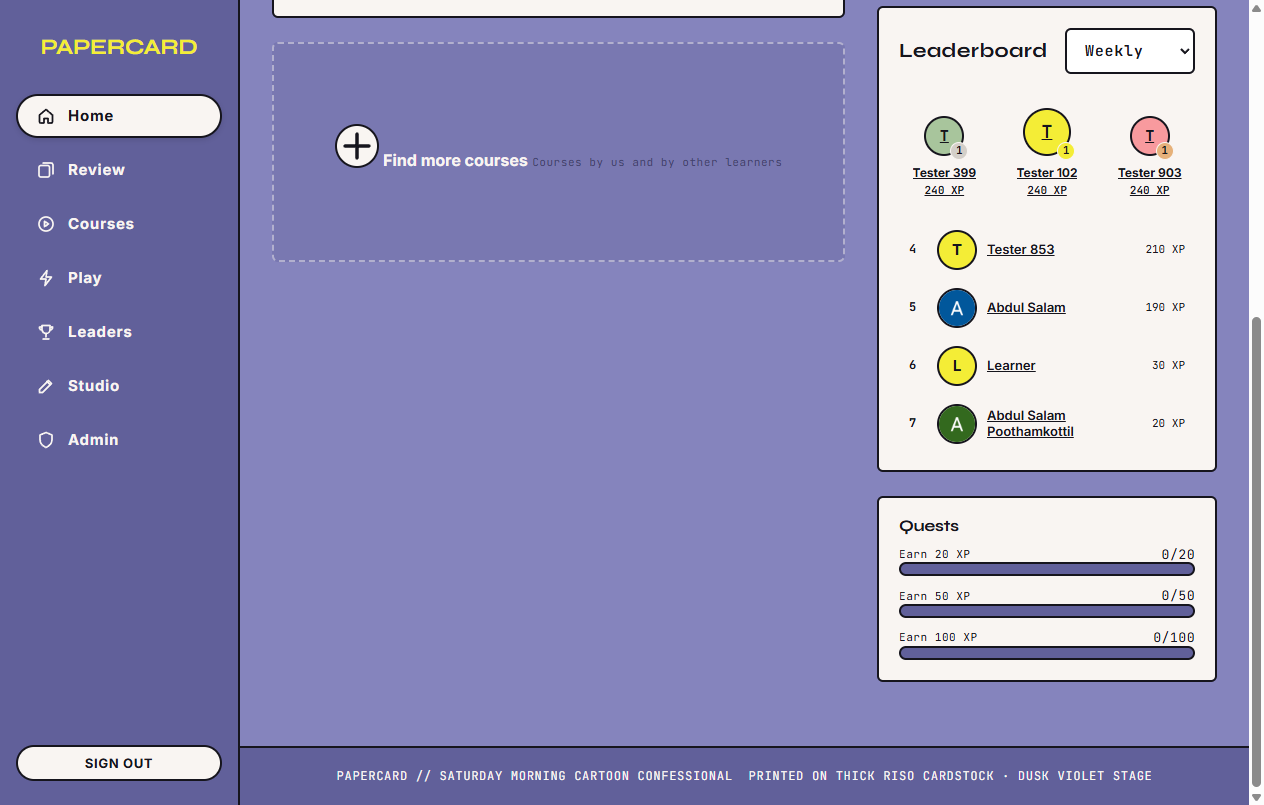 PAPERCARD
Home
Review
Courses
Play
Leaders
Studio
Admin
SIGN OUT
Find more courses Courses by us and by other learners
Leaderboard
Weekly
T 1
T 1
T 1
Tester 399
240 XP
Tester 102
240 XP
Tester 903
240 XP
4 T Tester 853 210 XP
5 A Abdul Salam 190 XP
6 L Learner 30 XP
7 A Abdul Salam
Poothamkottil 20 XP
Quests
Earn 20 XP 0/20
Earn 50 XP 0/50
Earn 100 XP 0/100
PAPERCARD // SATURDAY MORNING CARTOON CONFESSIONAL PRINTED ON THICK RISO CARDSTOCK · DUSK VIOLET STAGE